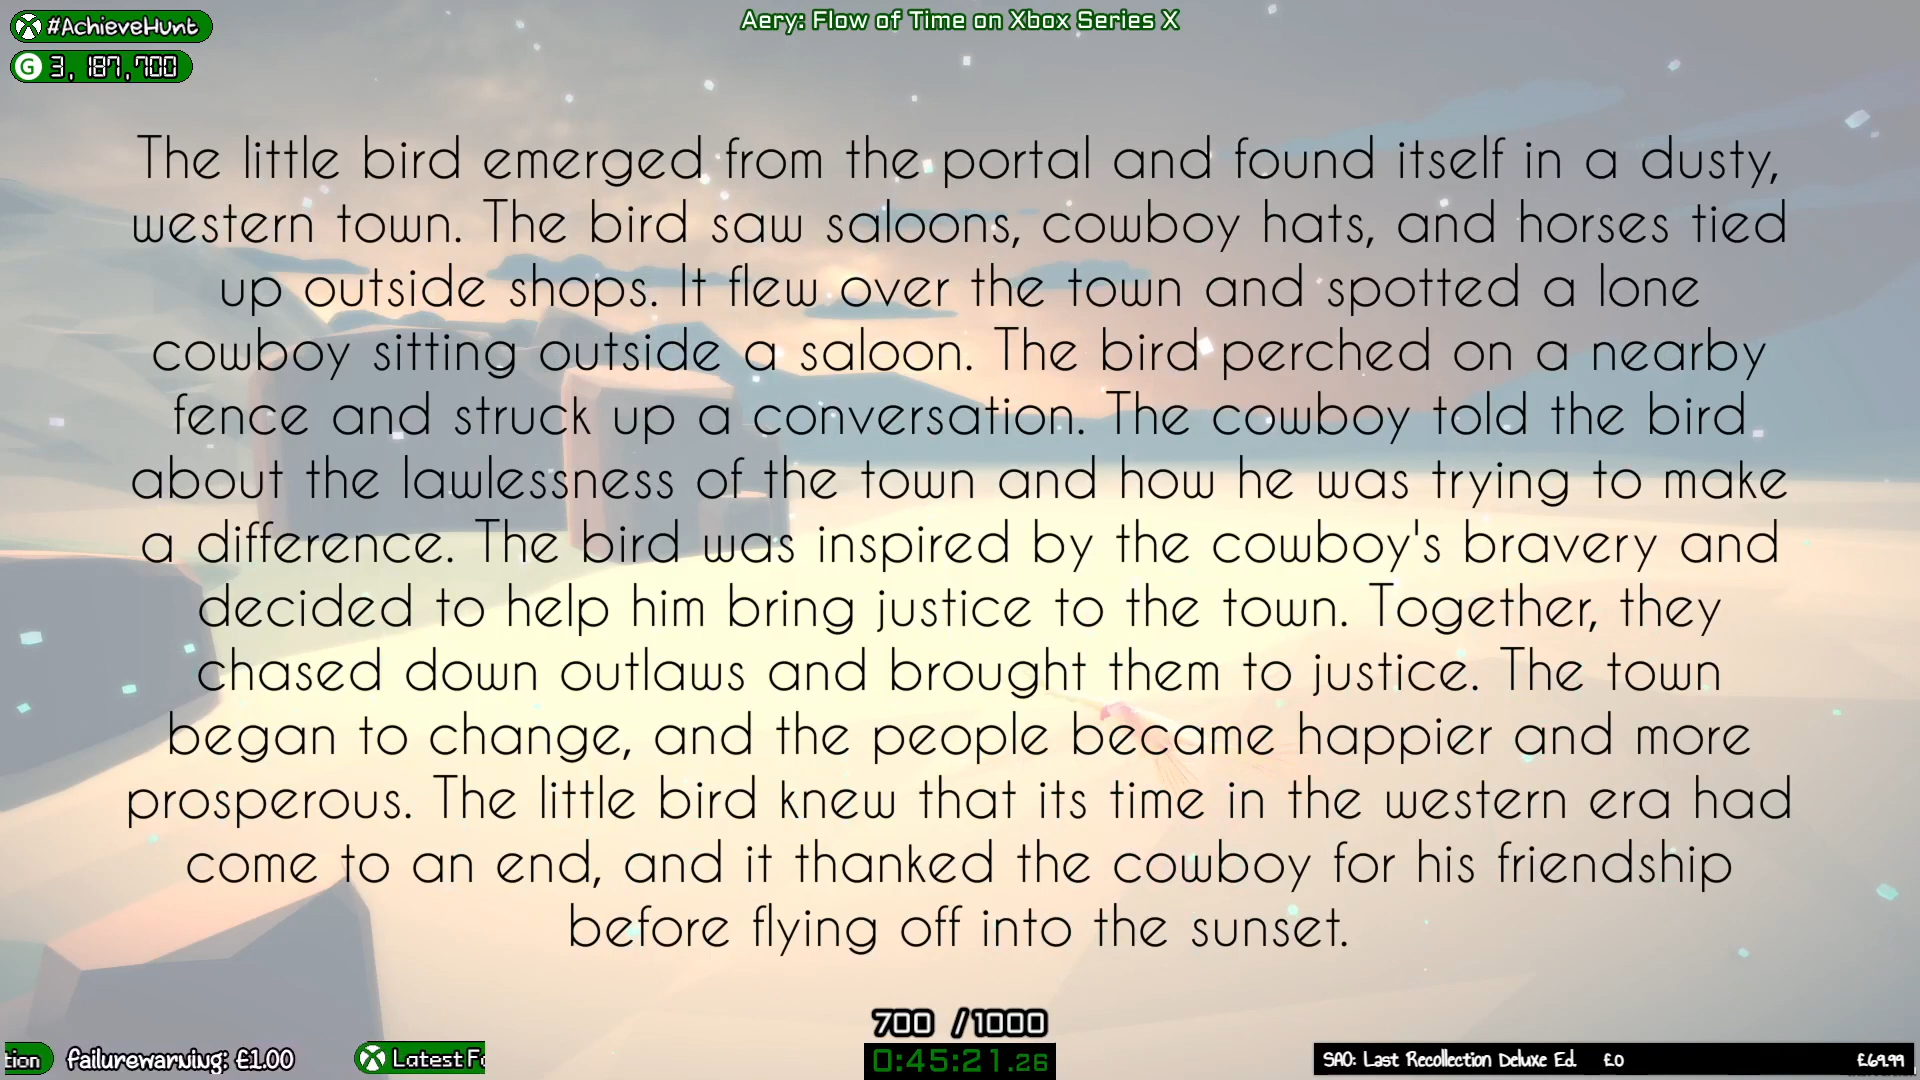 #AchieveHunt
Aery: Flow of Time on Xbox Series X
G 3,187,700
The little bird emerged from the portal and found itself in a dusty,
western town. The bird saw saloons, cowboy hats, and horses tied
up outside shops. It flew over the town and spotted a lone
cowboy sitting outside a saloon. The bird perched on a nearby
fence and struck up a conversation. The cowboy told the bird
about the lawlessness of the town and how he was trying to make
a difference. The bird was inspired by the cowboy's bravery and
decided to help him bring justice to the town. Together, they
chased down outlaws and brought them to justice. The town
began to change, and the people became happier and more
prosperous. The little bird knew that its time in the western era had
come to an end, and it thanked the cowboy for his friendship
before flying off into the sunset.
700 /1000
tion failurewarning: £1.00 Latest Fo
0:45:21.26
SAO: Last Recollection Deluxe Ed. £0 £69.99